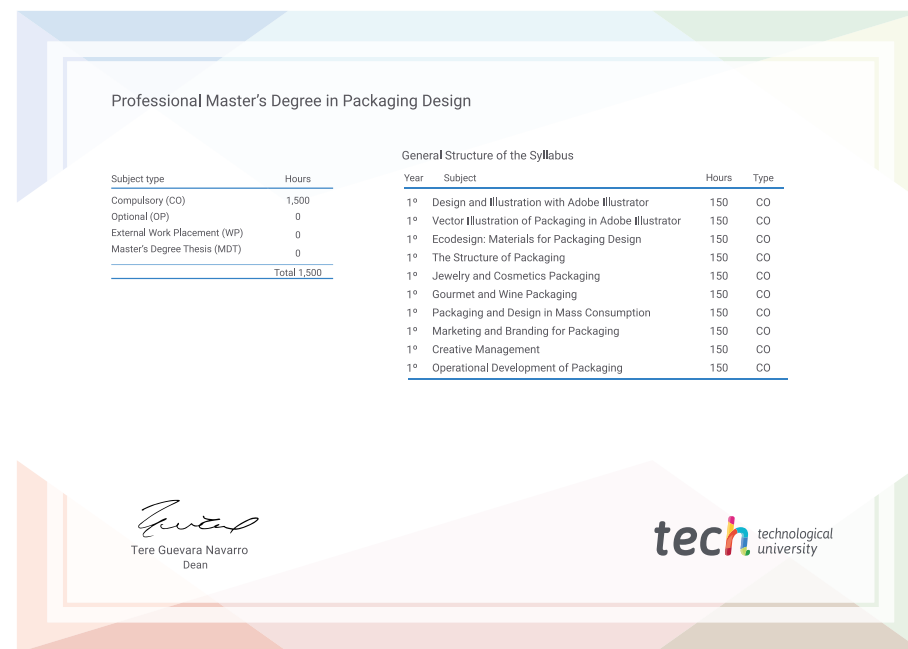 Professional Master's Degree in Packaging Design
Subject type Hours
Compulsory (CO) 1,500
Optional (OP) 0
External Work Placement (WP) 0
Master's Degree Thesis (MDT) 0
Total 1,500
General Structure of the Syllabus
Year Subject Hours Type
1º Design and Illustration with Adobe Illustrator 150 CO
1º Vector Illustration of Packaging in Adobe Illustrator 150 CO
1º Ecodesign: Materials for Packaging Design 150 CO
1º The Structure of Packaging 150 CO
1º Jewelry and Cosmetics Packaging 150 CO
1º Gourmet and Wine Packaging 150 CO
1º Packaging and Design in Mass Consumption 150 CO
1º Marketing and Branding for Packaging 150 CO
1º Creative Management 150 CO
1º Operational Development of Packaging 150 CO
Tere Guevara Navarro
Dean
tech technological
university